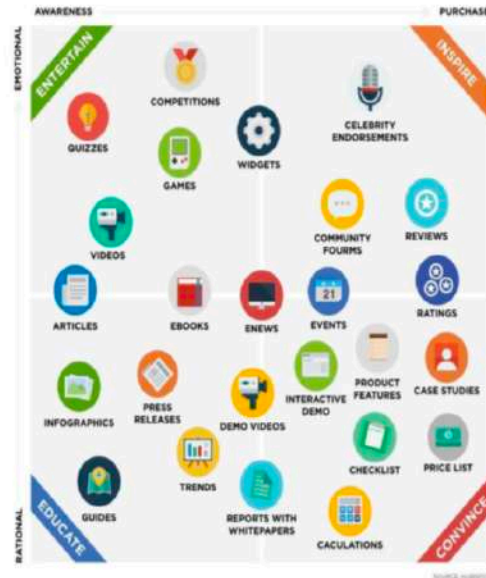 AWARENESS
PURCHASE
EMOTIONAL
ENTERTAIN
INSPIRE
COMPETITIONS
CELEBRITY
ENDORSEMENTS
QUIZZES
WIDGETS
GAMES
COMMUNITY
FOURMS
REVIEWS
VIDEOS
21
ARTICLES
EBOOKS
ENEWS
EVENTS
RATINGS
PRODUCT
FEATURES
CASE STUDIES
INTERACTIVE
DEMO
PRESS
RELEASES
INFOGRAPHICS
DEMO VIDEOS
CHECKLIST
PRICE LIST
TRENDS
GUIDES
REPORTS WITH
WHITEPAPERS
CACULATIONS
RATIONAL
EDUCATE
CONVINCE